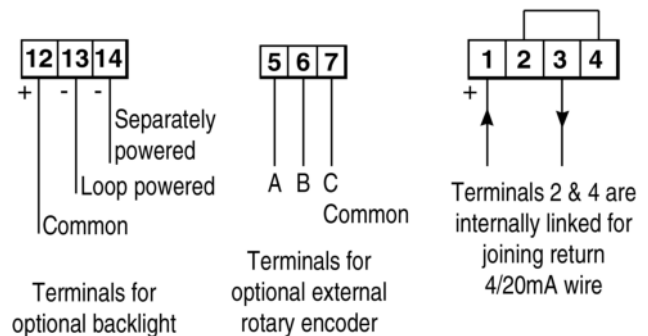 12 13 14
+ - -
Separately
powered
Loop powered
Common
Terminals for
optional backlight
5 6 7
A B C
Common
Terminals for
optional external
rotary encoder
1 2 3 4
+
Terminals 2 & 4 are
internally linked for
joining return
4/20mA wire